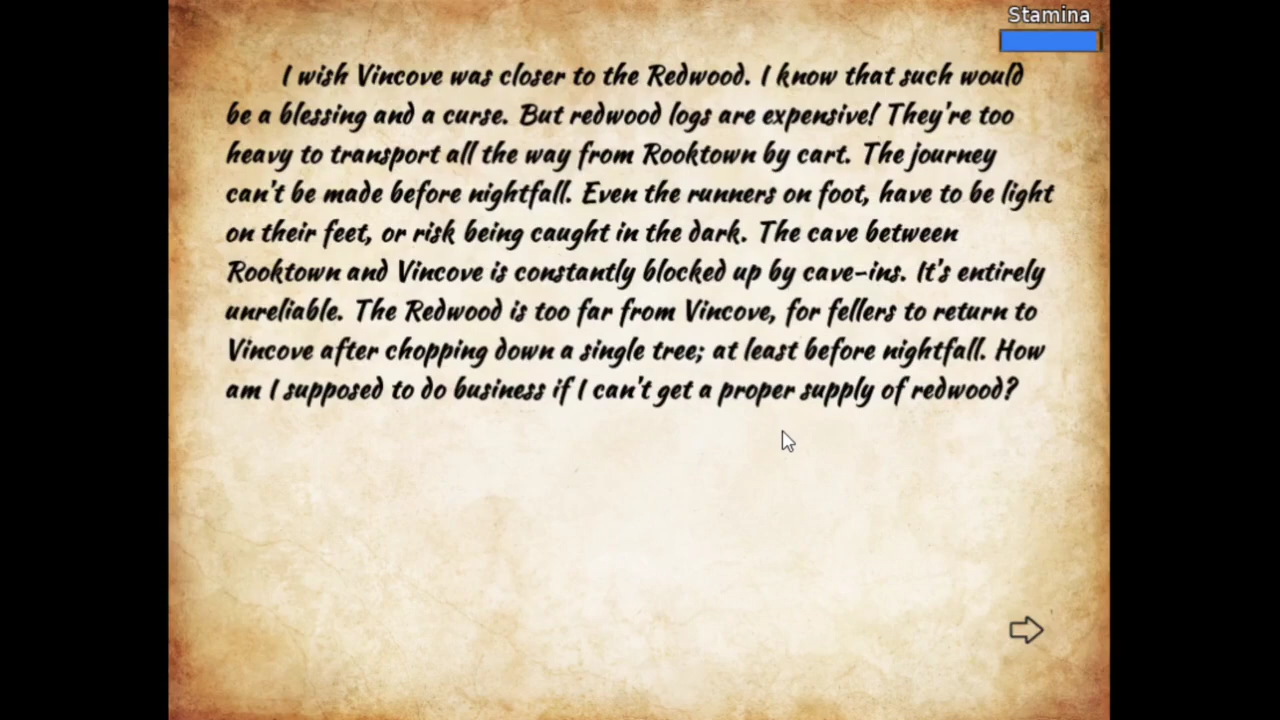 Stamina
I wish Vincove was closer to the Redwood. I know that such would
be a blessing and a curse. But redwood logs are expensive! They're too
heavy to transport all the way from Rooktown by cart. The journey
can't be made before nightfall. Even the runners on foot, have to be light
on their feet, or risk being caught in the dark. The cave between
Rooktown and Vincove is constantly blocked up by cave-ins. It's entirely
unreliable. The Redwood is too far from Vincove, for fellers to return to
Vincove after chopping down a single tree; at least before nightfall. How
am I supposed to do business if I can't get a proper supply of redwood?